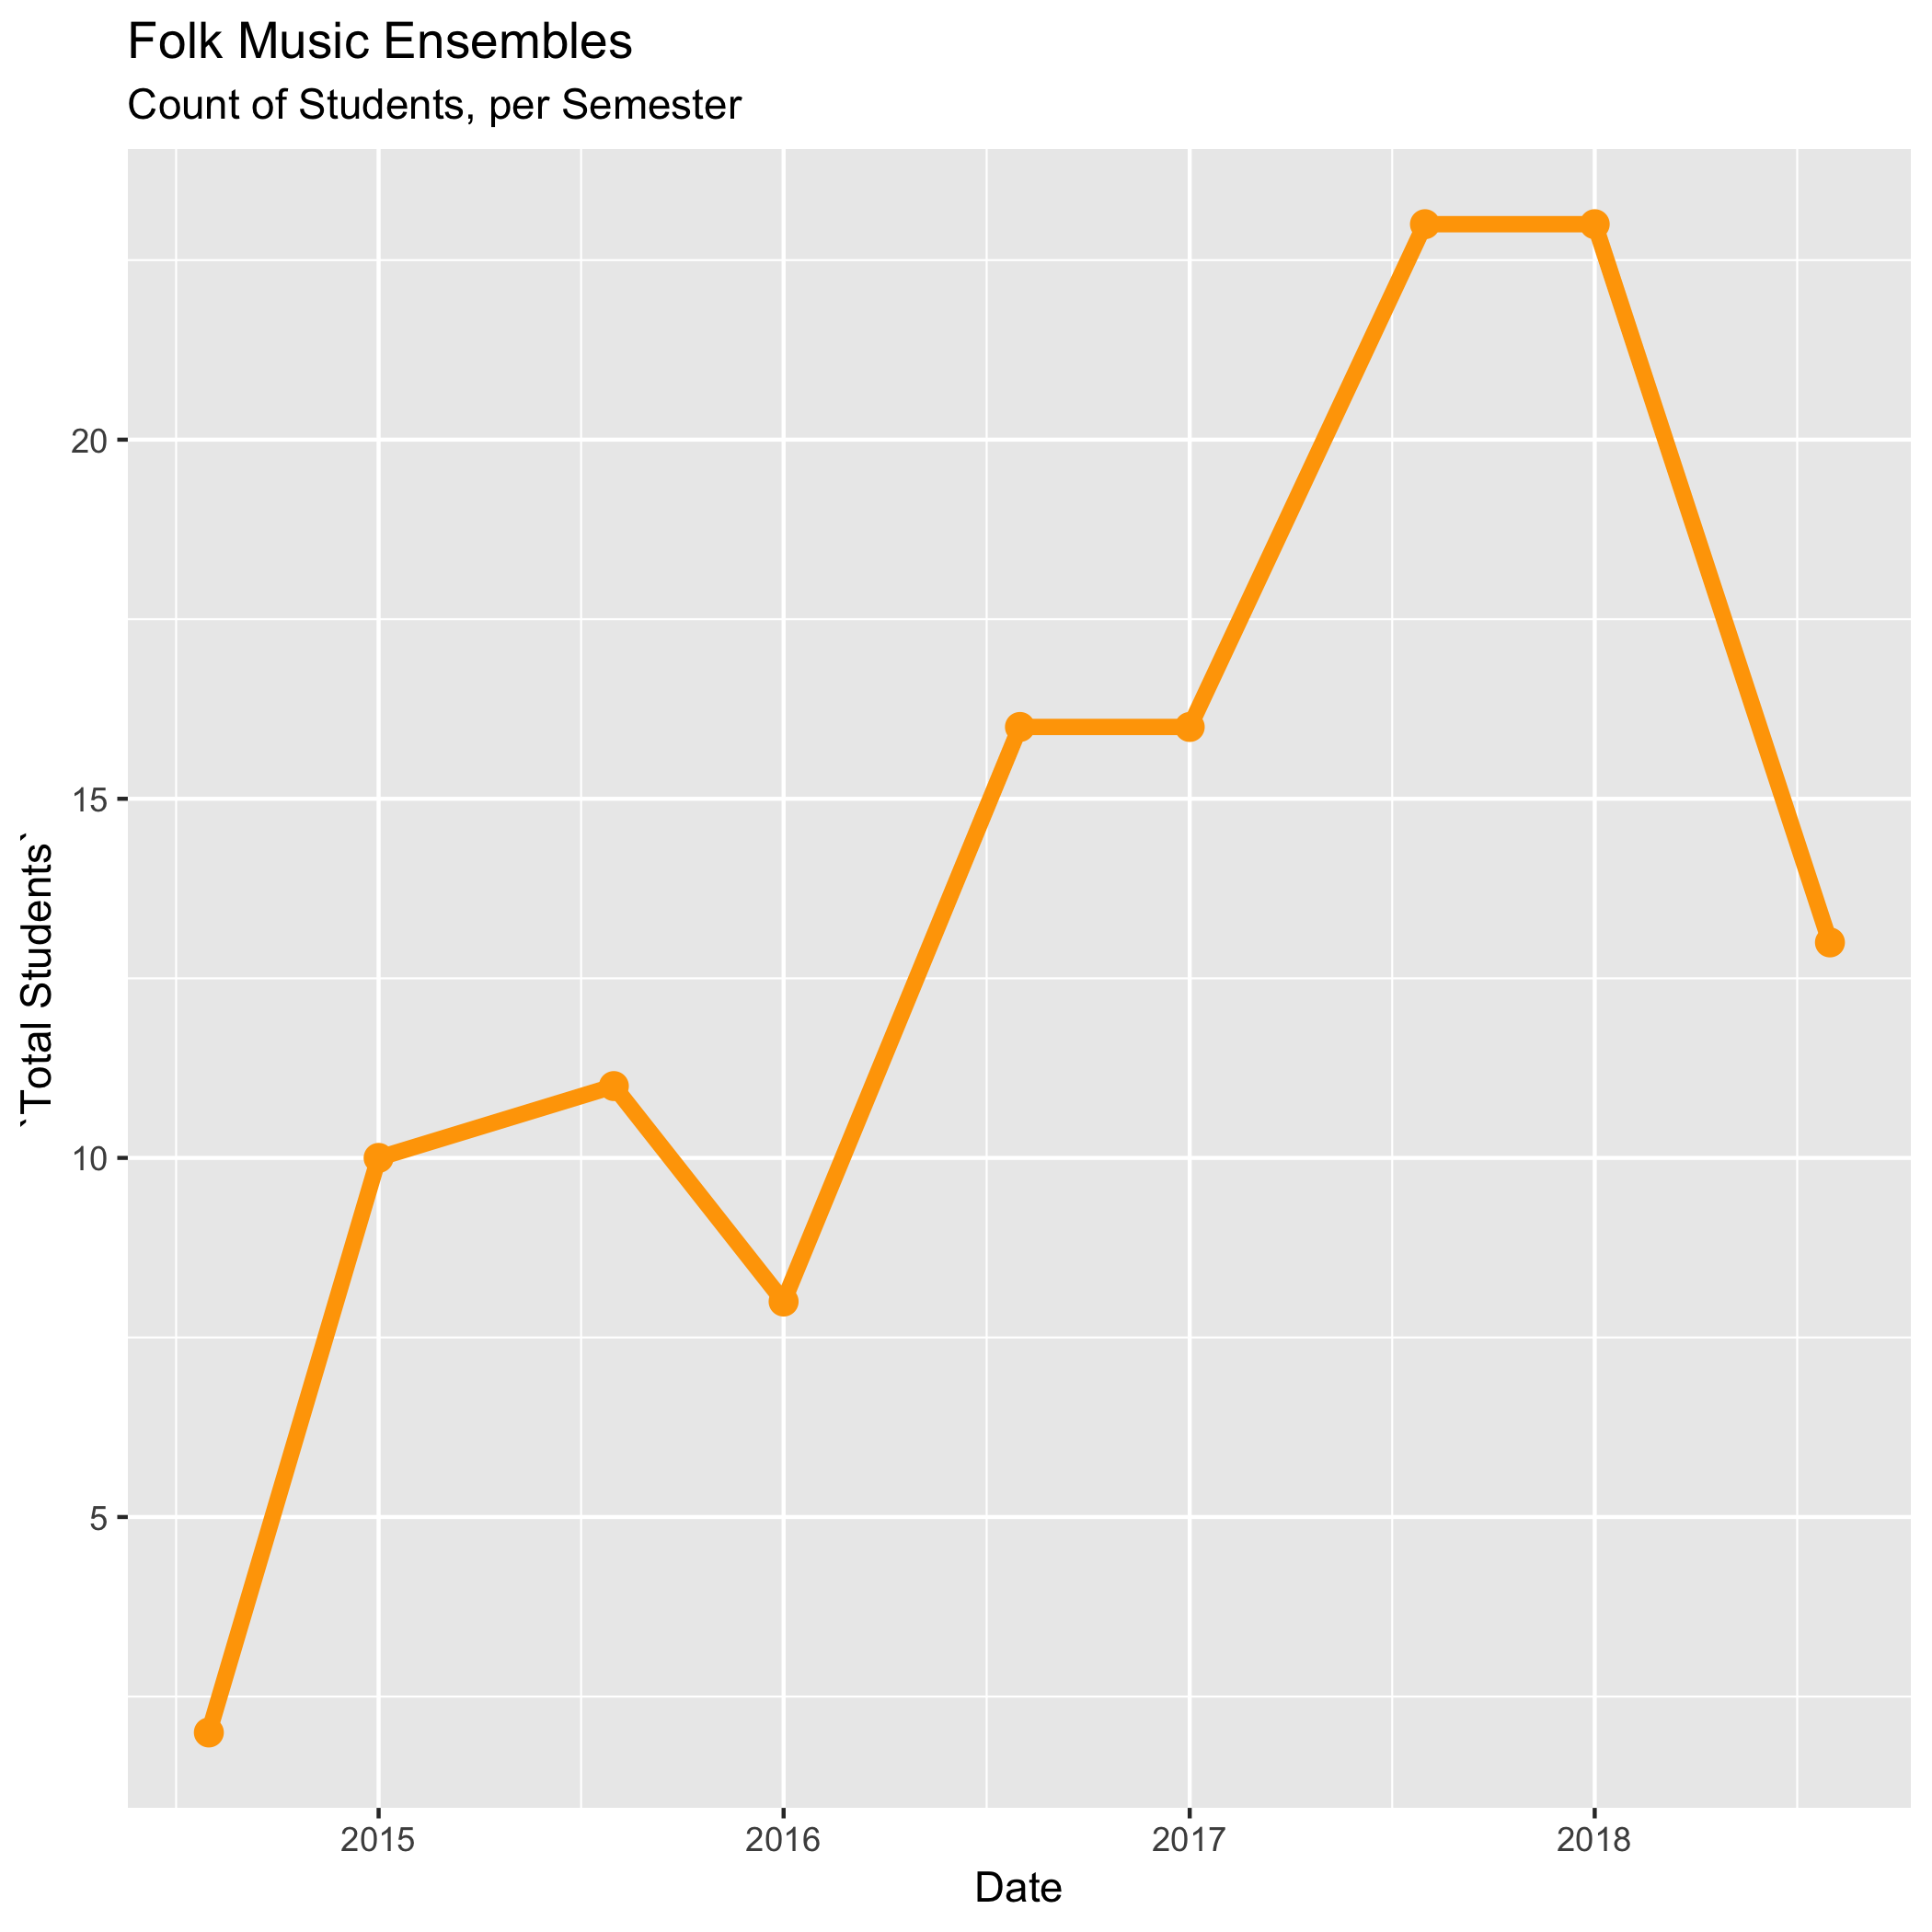 Folk Music Ensembles
Count of Students, per Semester
20
15
10
5
`Total Students`
2015 2016 2017 2018
Date